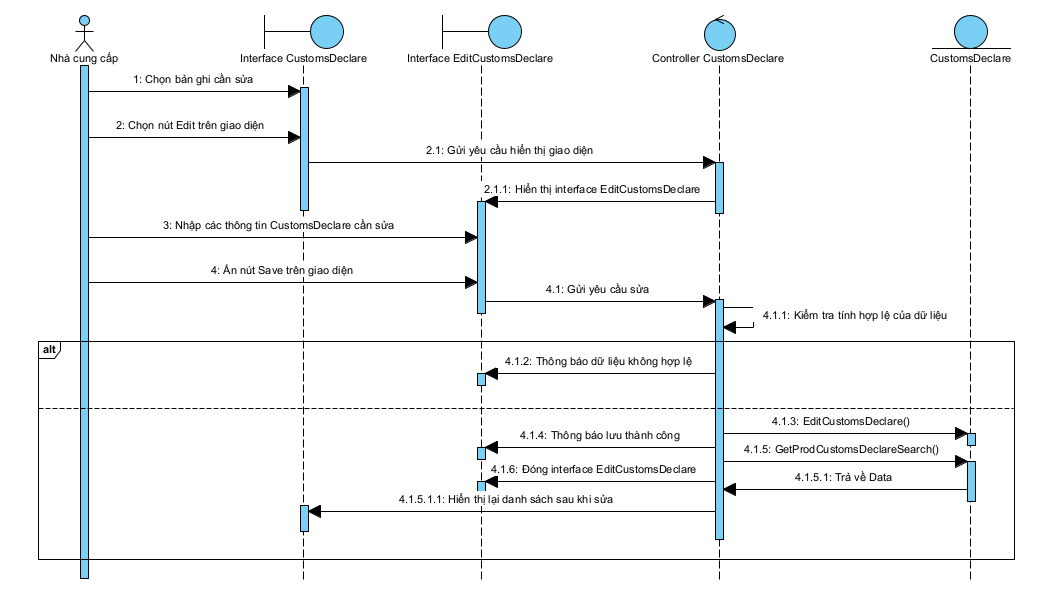 Nhà cung cấp
Interface CustomsDeclare
Interface EditCustomsDeclare
Controller CustomsDeclare
CustomsDeclare
1: Chọn bản ghi cần sửa
2: Chọn nút Edit trên giao diện
2.1: Gửi yêu cầu hiển thị giao diện
2.1.1: Hiển thị interface EditCustomsDeclare
3: Nhập các thông tin CustomsDeclare cần sửa
4: Ấn nút Save trên giao diện
4.1: Gửi yêu cầu sửa
4.1.1: Kiểm tra tính hợp lệ của dữ liệu
alt
4.1.2: Thông báo dữ liệu không hợp lệ
4.1.3: EditCustomsDeclare()
4.1.4: Thông báo lưu thành công
4.1.5: GetProdCustomsDeclareSearch()
4.1.6: Đóng interface EditCustomsDeclare
4.1.5.1: Trả về Data
4.1.5.1.1: Hiển thị lại danh sách sau khi sửa